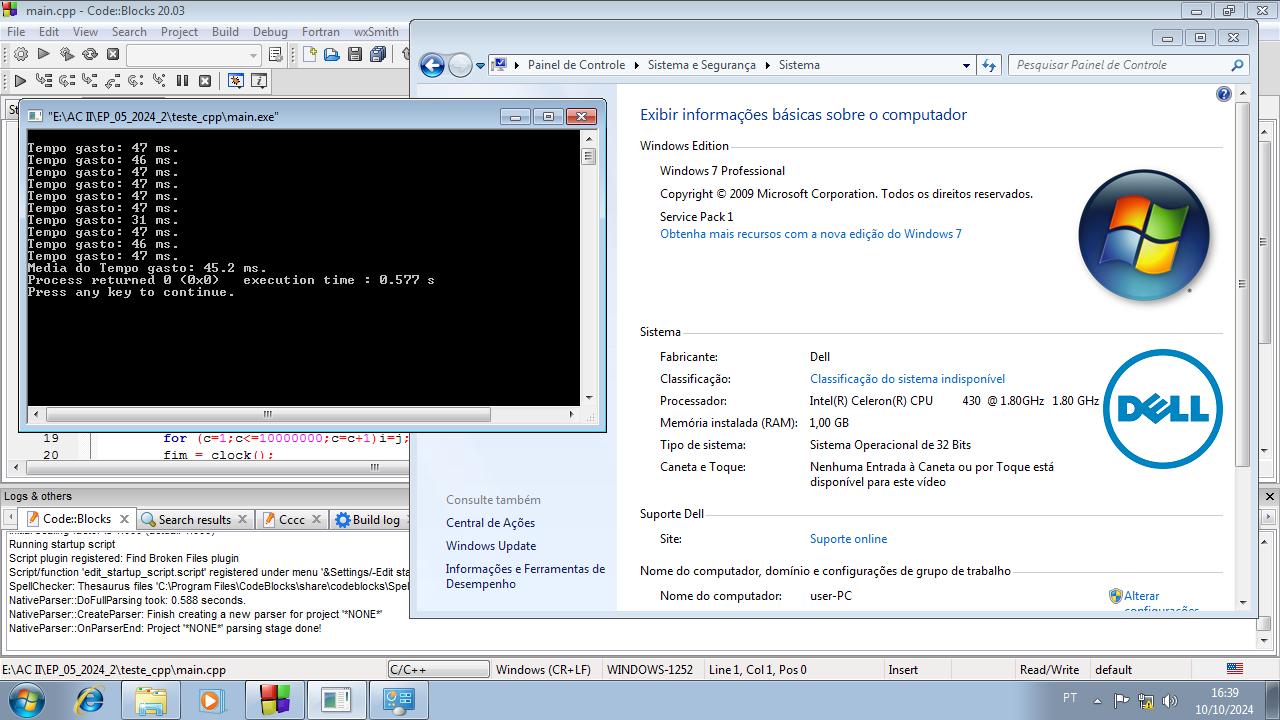 main.cpp - Code::Blocks 20.03
File Edit View Search Project Build Debug Fortran wxSmith
Painel de Controle Sistema e Segurança Sistema
Pesquisar Painel de Controle
"E:\AC II\EP_05_2024_2\teste_cpp\main.exe"
Tempo gasto: 47 ms.
Tempo gasto: 46 ms.
Tempo gasto: 47 ms.
Tempo gasto: 47 ms.
Tempo gasto: 47 ms.
Tempo gasto: 47 ms.
Tempo gasto: 31 ms.
Tempo gasto: 47 ms.
Tempo gasto: 46 ms.
Tempo gasto: 47 ms.
Media do Tempo gasto: 45.2 ms.
Process returned 0 (0x0) execution time : 0.577 s
Press any key to continue.
19 for (c=1;c<=10000000;c=c+1)i=j;
20 fim = clock();
Exibir informações básicas sobre o computador
Windows Edition
Windows 7 Professional
Copyright © 2009 Microsoft Corporation. Todos os direitos reservados.
Service Pack 1
Obtenha mais recursos com a nova edição do Windows 7
Sistema
Fabricante: Dell
Classificação: Classificação do sistema indisponível
Processador: Intel(R) Celeron(R) CPU 430 @ 1.80GHz 1.80 GHz
Memória instalada (RAM): 1,00 GB
Tipo de sistema: Sistema Operacional de 32 Bits
Caneta e Toque: Nenhuma Entrada à Caneta ou por Toque está
disponível para este vídeo
DELL
Suporte Dell
Site: Suporte online
Nome do computador, domínio e configurações de grupo de trabalho
Nome do computador: user-PC
Alterar
configurações
Consulte também
Central de Ações
Windows Update
Informações e Ferramentas de
Desempenho
Logs & others
Code::Blocks Search results Cccc Build log
Running startup script
Script plugin registered: Find Broken Files plugin
Script/function 'edit_startup_script.script' registered under menu '&Settings/-Edit sta
SpellChecker: Thesaurus files 'C:\Program Files\CodeBlocks\share\codeblocks\Spel
NativeParser::DoFullParsing took: 0.588 seconds.
NativeParser::CreateParser: Finish creating a new parser for project '*NONE*'
NativeParser::OnParserEnd: Project '*NONE*' parsing stage done!
E:\AC II\EP_05_2024_2\teste_cpp\main.cpp C/C++ Windows (CR+LF) WINDOWS-1252 Line 1, Col 1, Pos 0 Insert Read/Write default
PT
16:39
10/10/2024